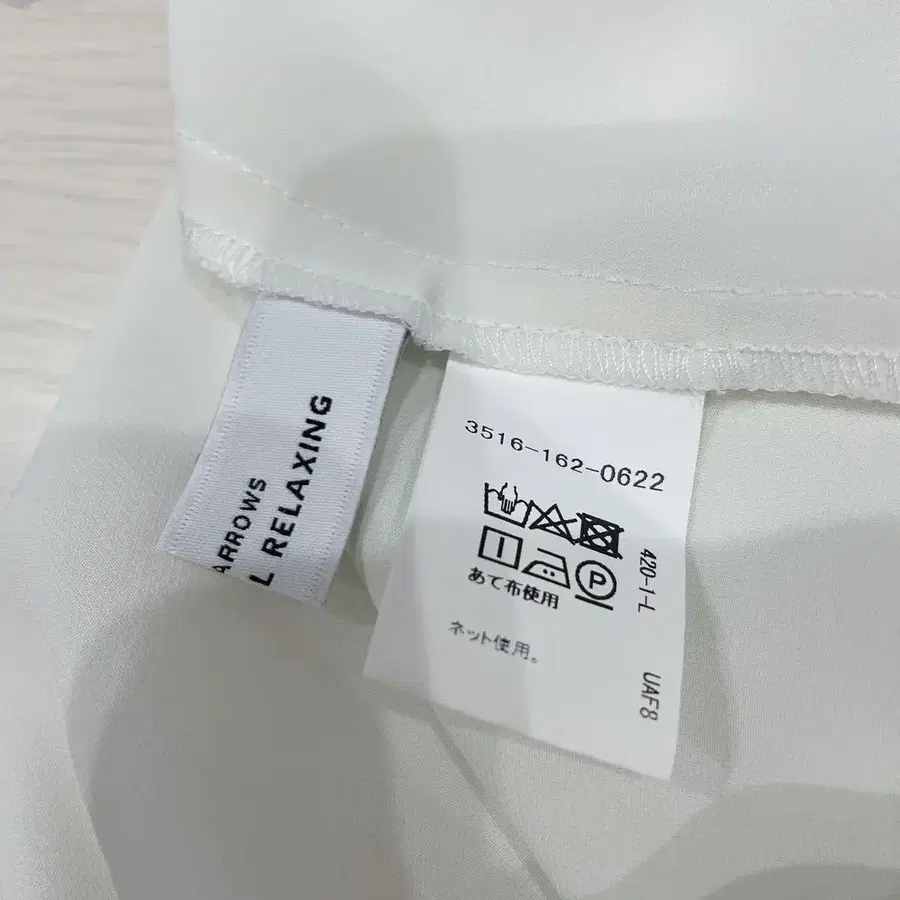 ARROWS
L RELAXING
3516-162-0622
P
あて布使用
ネット使用。
420-1-L
UAF8